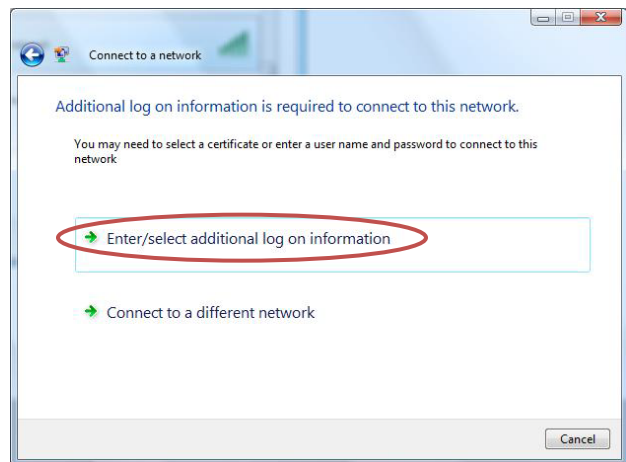 Connect to a network
Additional log on information is required to connect to this network.
You may need to select a certificate or enter a user name and password to connect to this
network
Enter/select additional log on information
Connect to a different network
Cancel